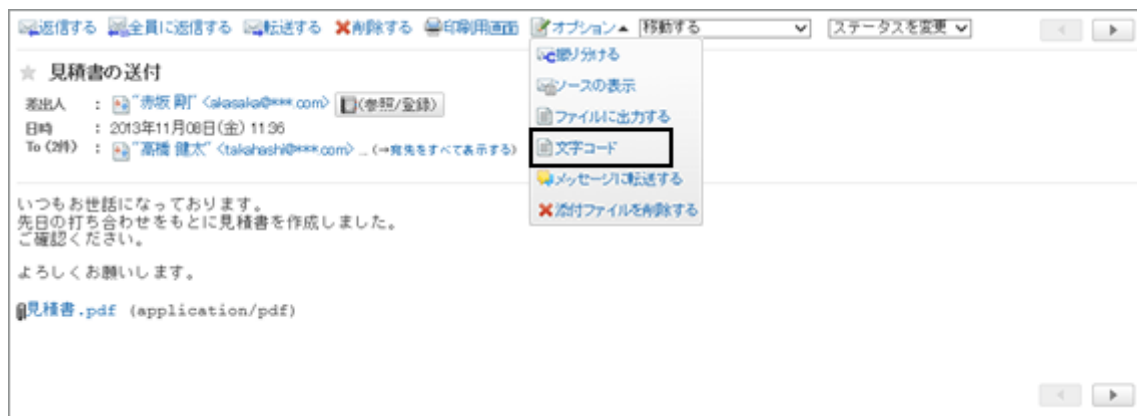 返信する 全員に返信する 転送する 削除する 印刷用画面 オプション▲ 移動する ステータスを変更
振り分ける
ソースの表示
ファイルに出力する
文字コード
メッセージに転送する
添付ファイルを削除する
★ 見積書の送付
差出人 : "赤坂 剛" <akasaka@***.com> (参照/登録)
日時 : 2013年11月08日(金) 11:36
To (2件) : "高橋 健太" <takahashi@***.com> … (→宛先をすべて表示する)
いつもお世話になっております。
先日の打ち合わせをもとに見積書を作成しました。
ご確認ください。
よろしくお願いします。
見積書.pdf (application/pdf)